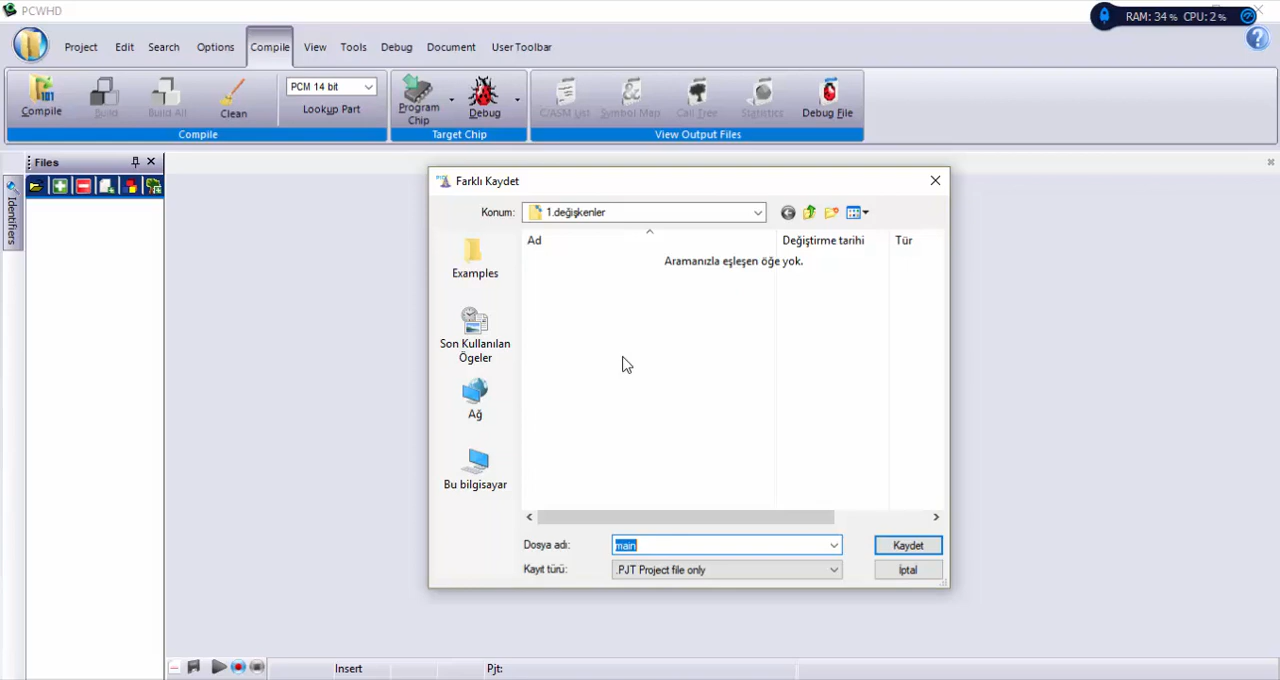 PCWHD
RAM: 34 % CPU: 2 %
Project Edit Search Options Compile View Tools Debug Document User Toolbar
Compile Build Build All Clean
PCM 14 bit
Lookup Part
Program Chip Debug
C/ASM List Symbol Map Call Tree Statistics Debug File
Compile Target Chip View Output Files
Files
Identifiers
Farklı Kaydet
Konum: 1.değişkenler
Ad Değiştirme tarihi Tür
Aramanızla eşleşen öğe yok.
Examples
Son Kullanılan
Ögeler
Ağ
Bu bilgisayar
Dosya adı: main Kaydet
Kayıt türü: .PJT Project file only İptal
Insert Pjt: